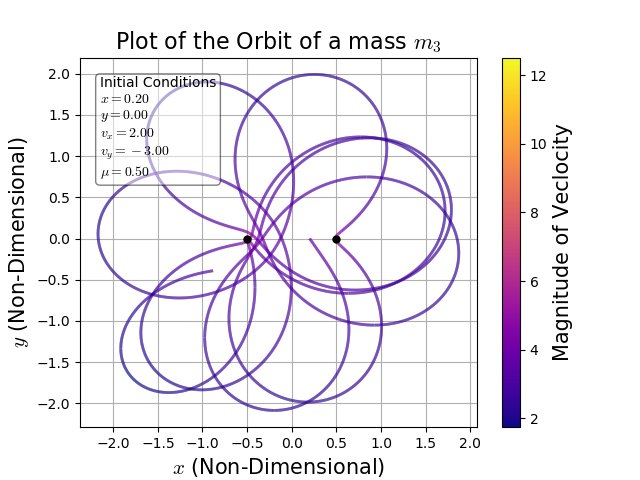 Plot of the Orbit of a mass $m_3$
Initial Conditions
$x = 0.20$
$y = 0.00$
$v_x = 2.00$
$v_y = -3.00$
$\mu = 0.50$
2.0
1.5
1.0
0.5
0.0
−0.5
−1.0
−1.5
−2.0
y (Non-Dimensional)
−2.0 −1.5 −1.0 −0.5 0.0 0.5 1.0 1.5 2.0
x (Non-Dimensional)
12
10
8
6
4
2
Magnitude of Veclocity